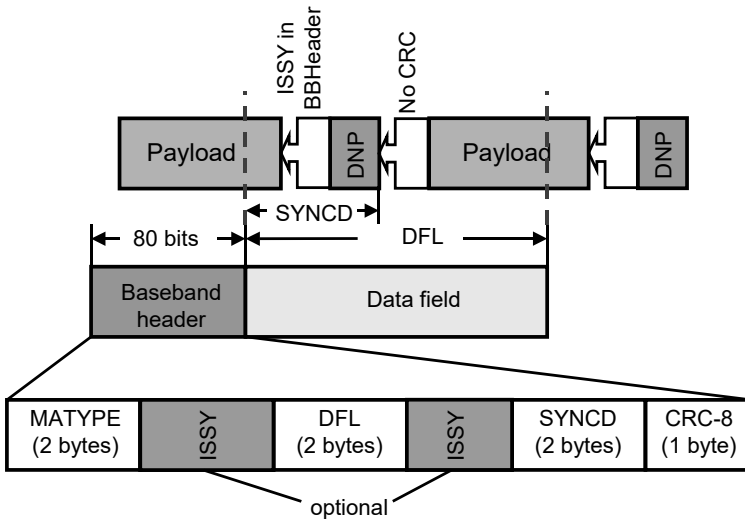 ISSY in
BBHeader
No CRC
Payload
DNP
Payload
DNP
SYNCD
80 bits
DFL
Baseband
header
Data field
MATYPE
(2 bytes)
ISSY
DFL
(2 bytes)
ISSY
SYNCD
(2 bytes)
CRC-8
(1 byte)
optional